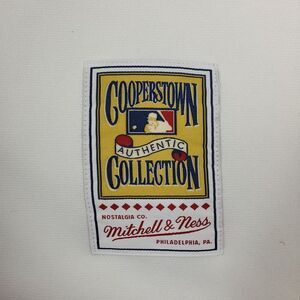 COOPERSTOWN
AUTHENTIC
COLLECTION
NOSTALGIA CO.
Mitchell & Ness
PHILADELPHIA, PA.